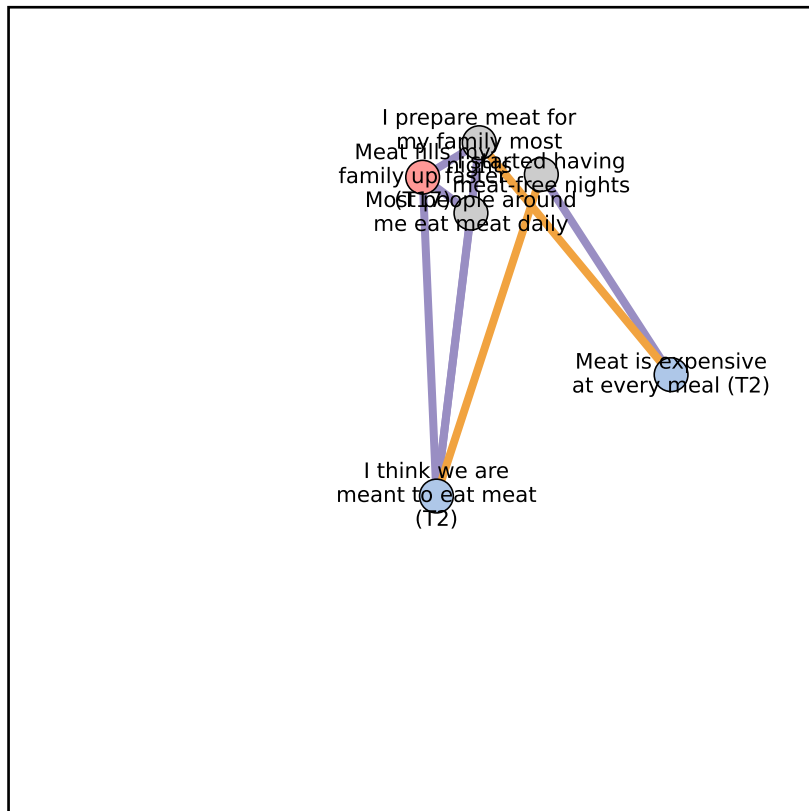 I prepare meat for
my family most
nights
Meat fills my
family up faster
(T17)
I started having
meat-free nights
Most people around
me eat meat daily
Meat is expensive
at every meal (T2)
I think we are
meant to eat meat
(T2)